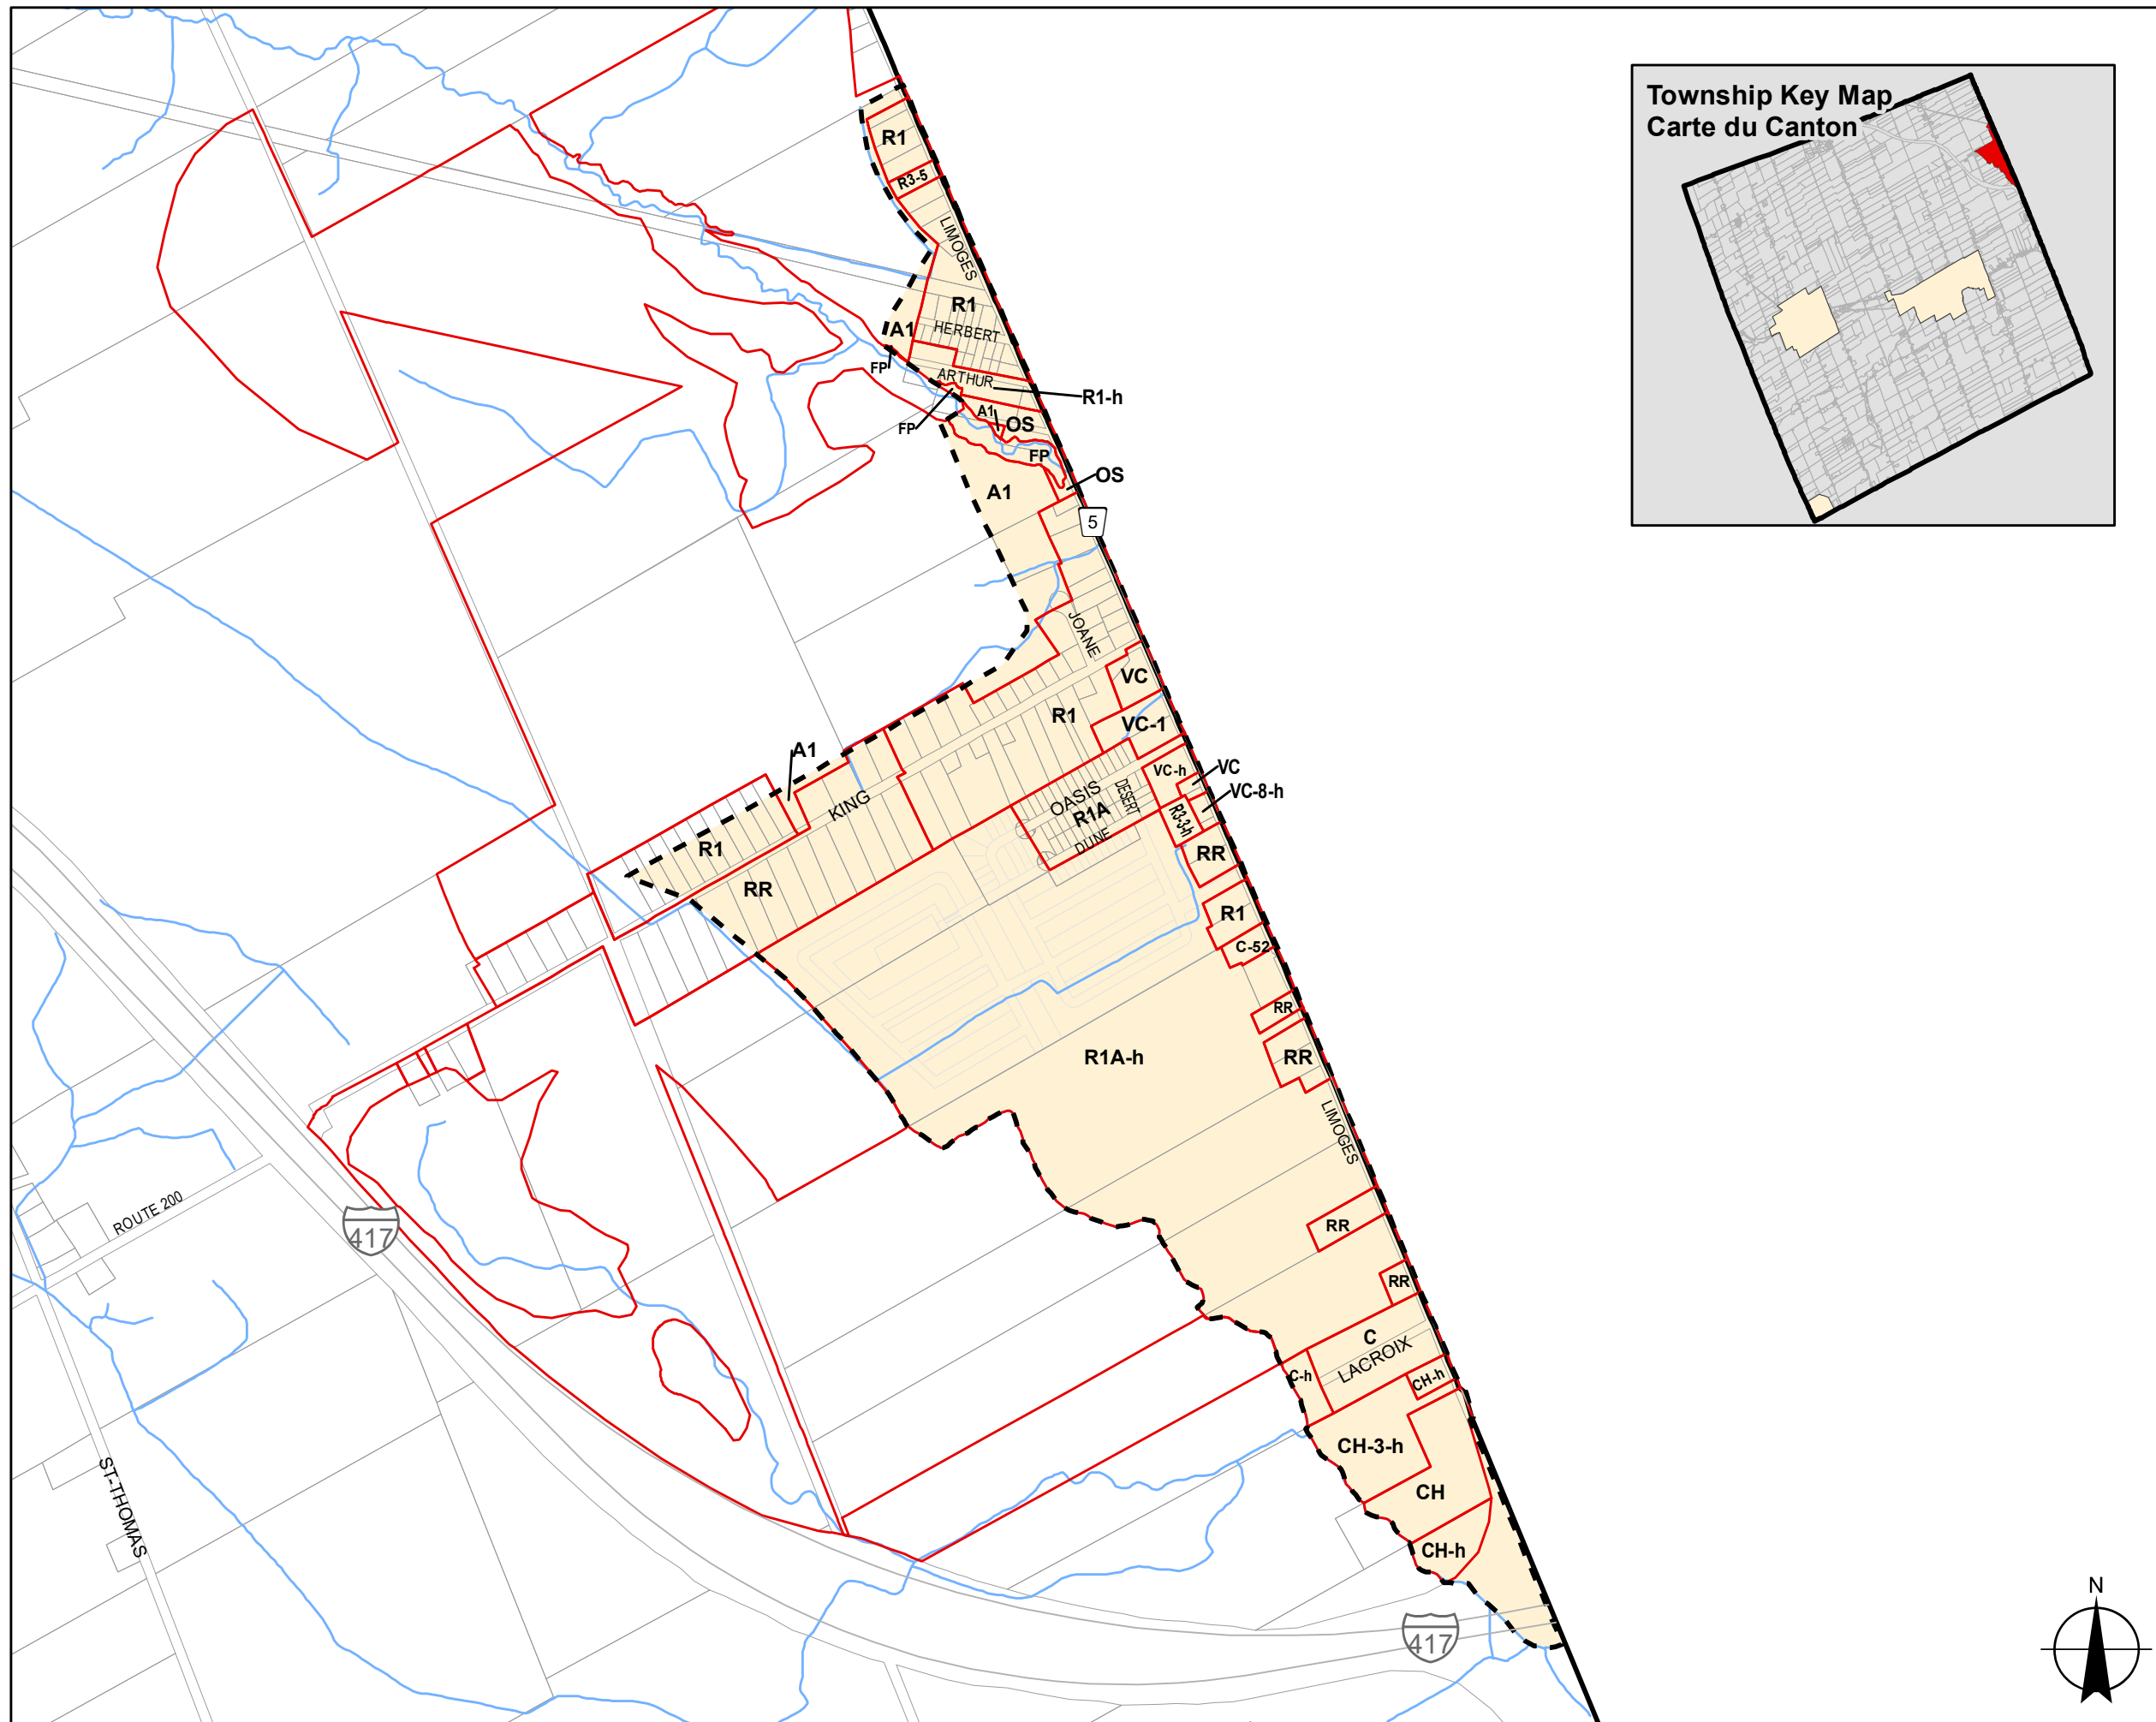 Township Key Map
Carte du Canton
R1
R3-5
LIMOGES
R1
A1
HERBERT
FP
ARTHUR
R1-h
A1
FP
OS
FP
OS
A1
5
JOANE
VC
R1
VC-1
A1
VC-h
VC
OASIS
DESERT
VC-8-h
KING
R1A
R3-3-h
DUNE
R1
RR
RR
R1
C-52
RR
R1A-h
RR
LIMOGES
ROUTE 200
417
RR
RR
C
LACROIX
C-h
CH-h
CH-3-h
CH
ST-THOMAS
CH-h
417
N